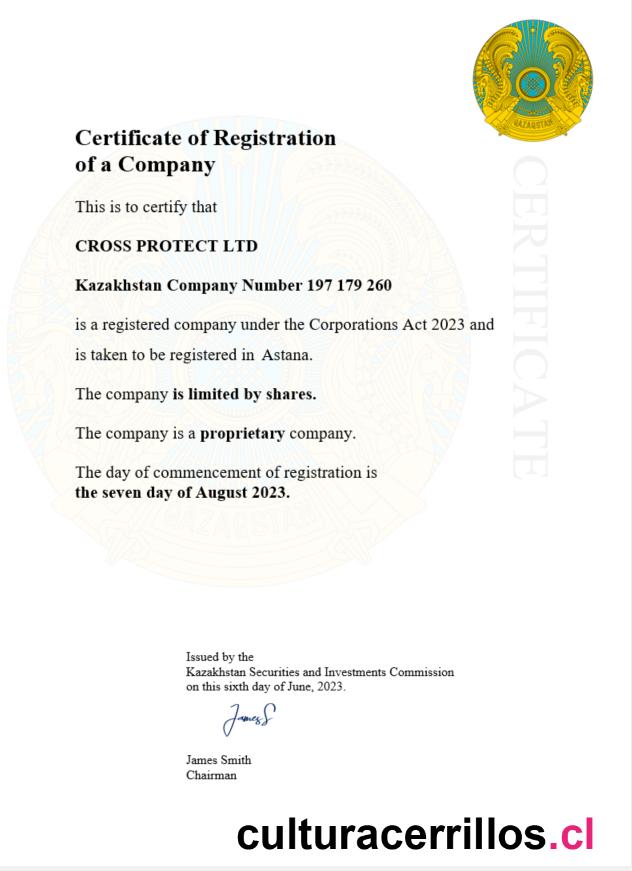 QAZAQSTAN
CERTIFICATE
Certificate of Registration
of a Company
This is to certify that
CROSS PROTECT LTD
Kazakhstan Company Number 197 179 260
is a registered company under the Corporations Act 2023 and
is taken to be registered in Astana.
The company is limited by shares.
The company is a proprietary company.
The day of commencement of registration is
the seven day of August 2023.
QAZAQSTAN
Issued by the
Kazakhstan Securities and Investments Commission
on this sixth day of June, 2023.
JamesS
James Smith
Chairman
culturacerrillos.cl